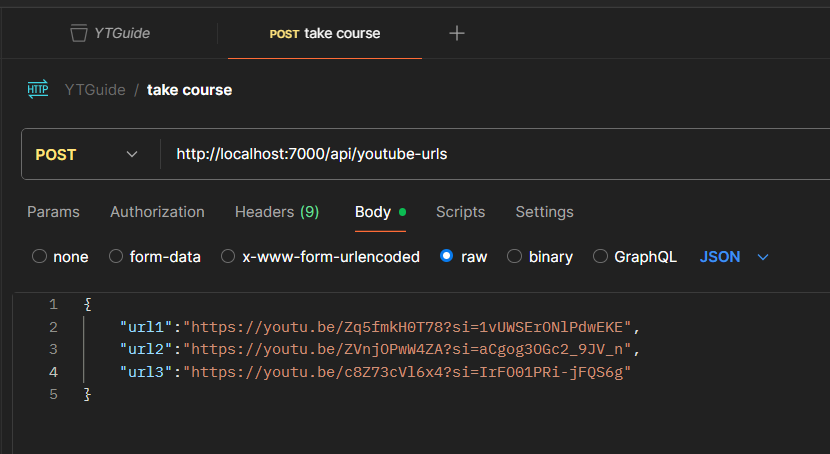 YTGuide POST take course +
HTTP YTGuide / take course
POST http://localhost:7000/api/youtube-urls
Params Authorization Headers (9) Body Scripts Settings
none form-data x-www-form-urlencoded raw binary GraphQL JSON
1 {
2 "url1":"https://youtu.be/Zq5fmkH0T78?si=1vUWSErONlPdwEKE",
3 "url2":"https://youtu.be/ZVnjOPwW4ZA?si=aCgog3OGc2_9JV_n",
4 "url3":"https://youtu.be/c8Z73cVl6x4?si=IrFO01PRi-jFQS6g"
5 }